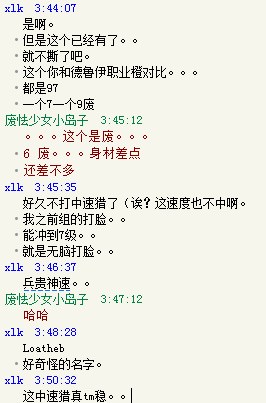 xlk 3:44:07
是啊。
但是这个已经有了。。
就不撕了吧。
这个你和德鲁伊职业橙对比。。。
都是97
一个7一个9废
废怯少女小岛子 3:45:12
。。。这个是废。。。
6 废。。。身材差点
还差不多
xlk 3:45:35
好久不打中速猎了（诶？这速度也不中啊。
我之前组的打脸。。
能冲到7级。。
就是无脑打脸。。
xlk 3:46:37
兵贵神速。。
废怯少女小岛子 3:47:12
哈哈
xlk 3:48:28
Loatheb
好奇怪的名字。
xlk 3:50:32
这中速猎真tm稳。。